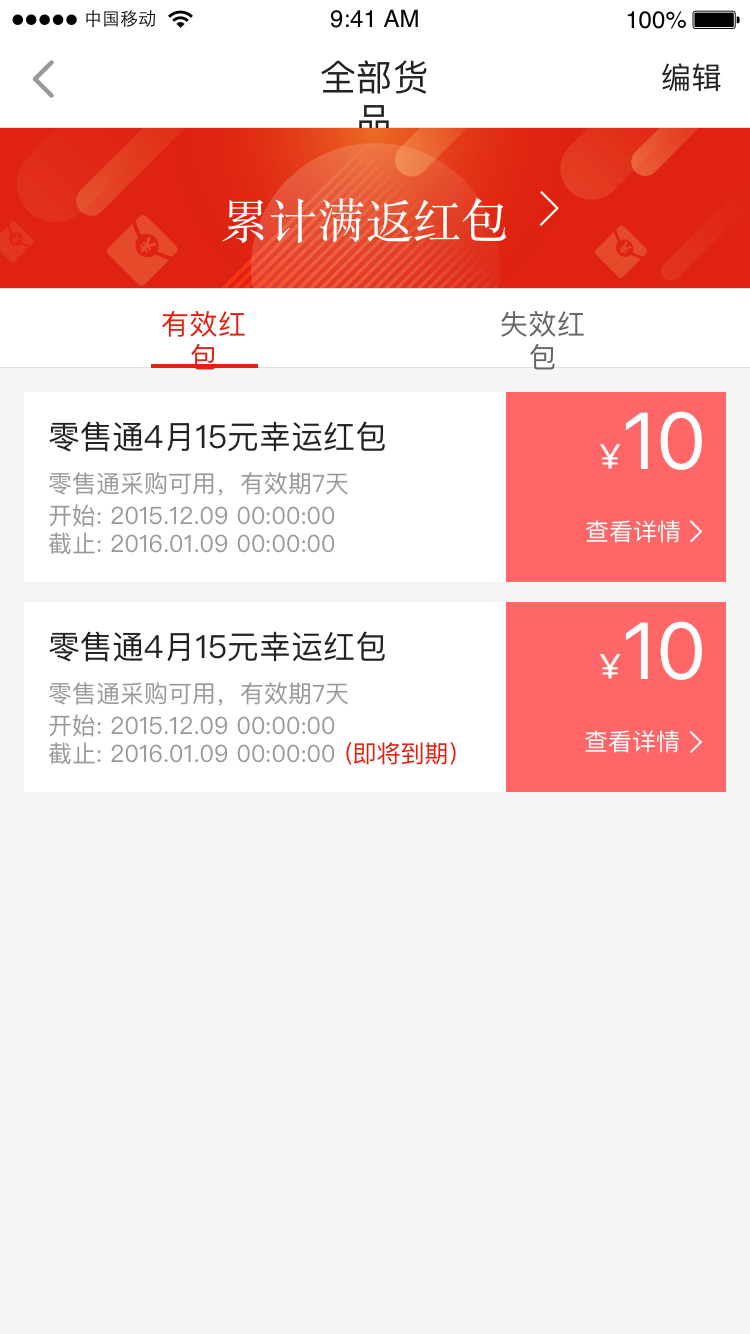 中国移动 9:41 AM 100%
全部货
品
编辑
累计满返红包
有效红
包
失效红
包
零售通4月15元幸运红包
零售通采购可用，有效期7天
开始: 2015.12.09 00:00:00
截止: 2016.01.09 00:00:00
¥10
查看详情
零售通4月15元幸运红包
零售通采购可用，有效期7天
开始: 2015.12.09 00:00:00
截止: 2016.01.09 00:00:00 (即将到期)
¥10
查看详情